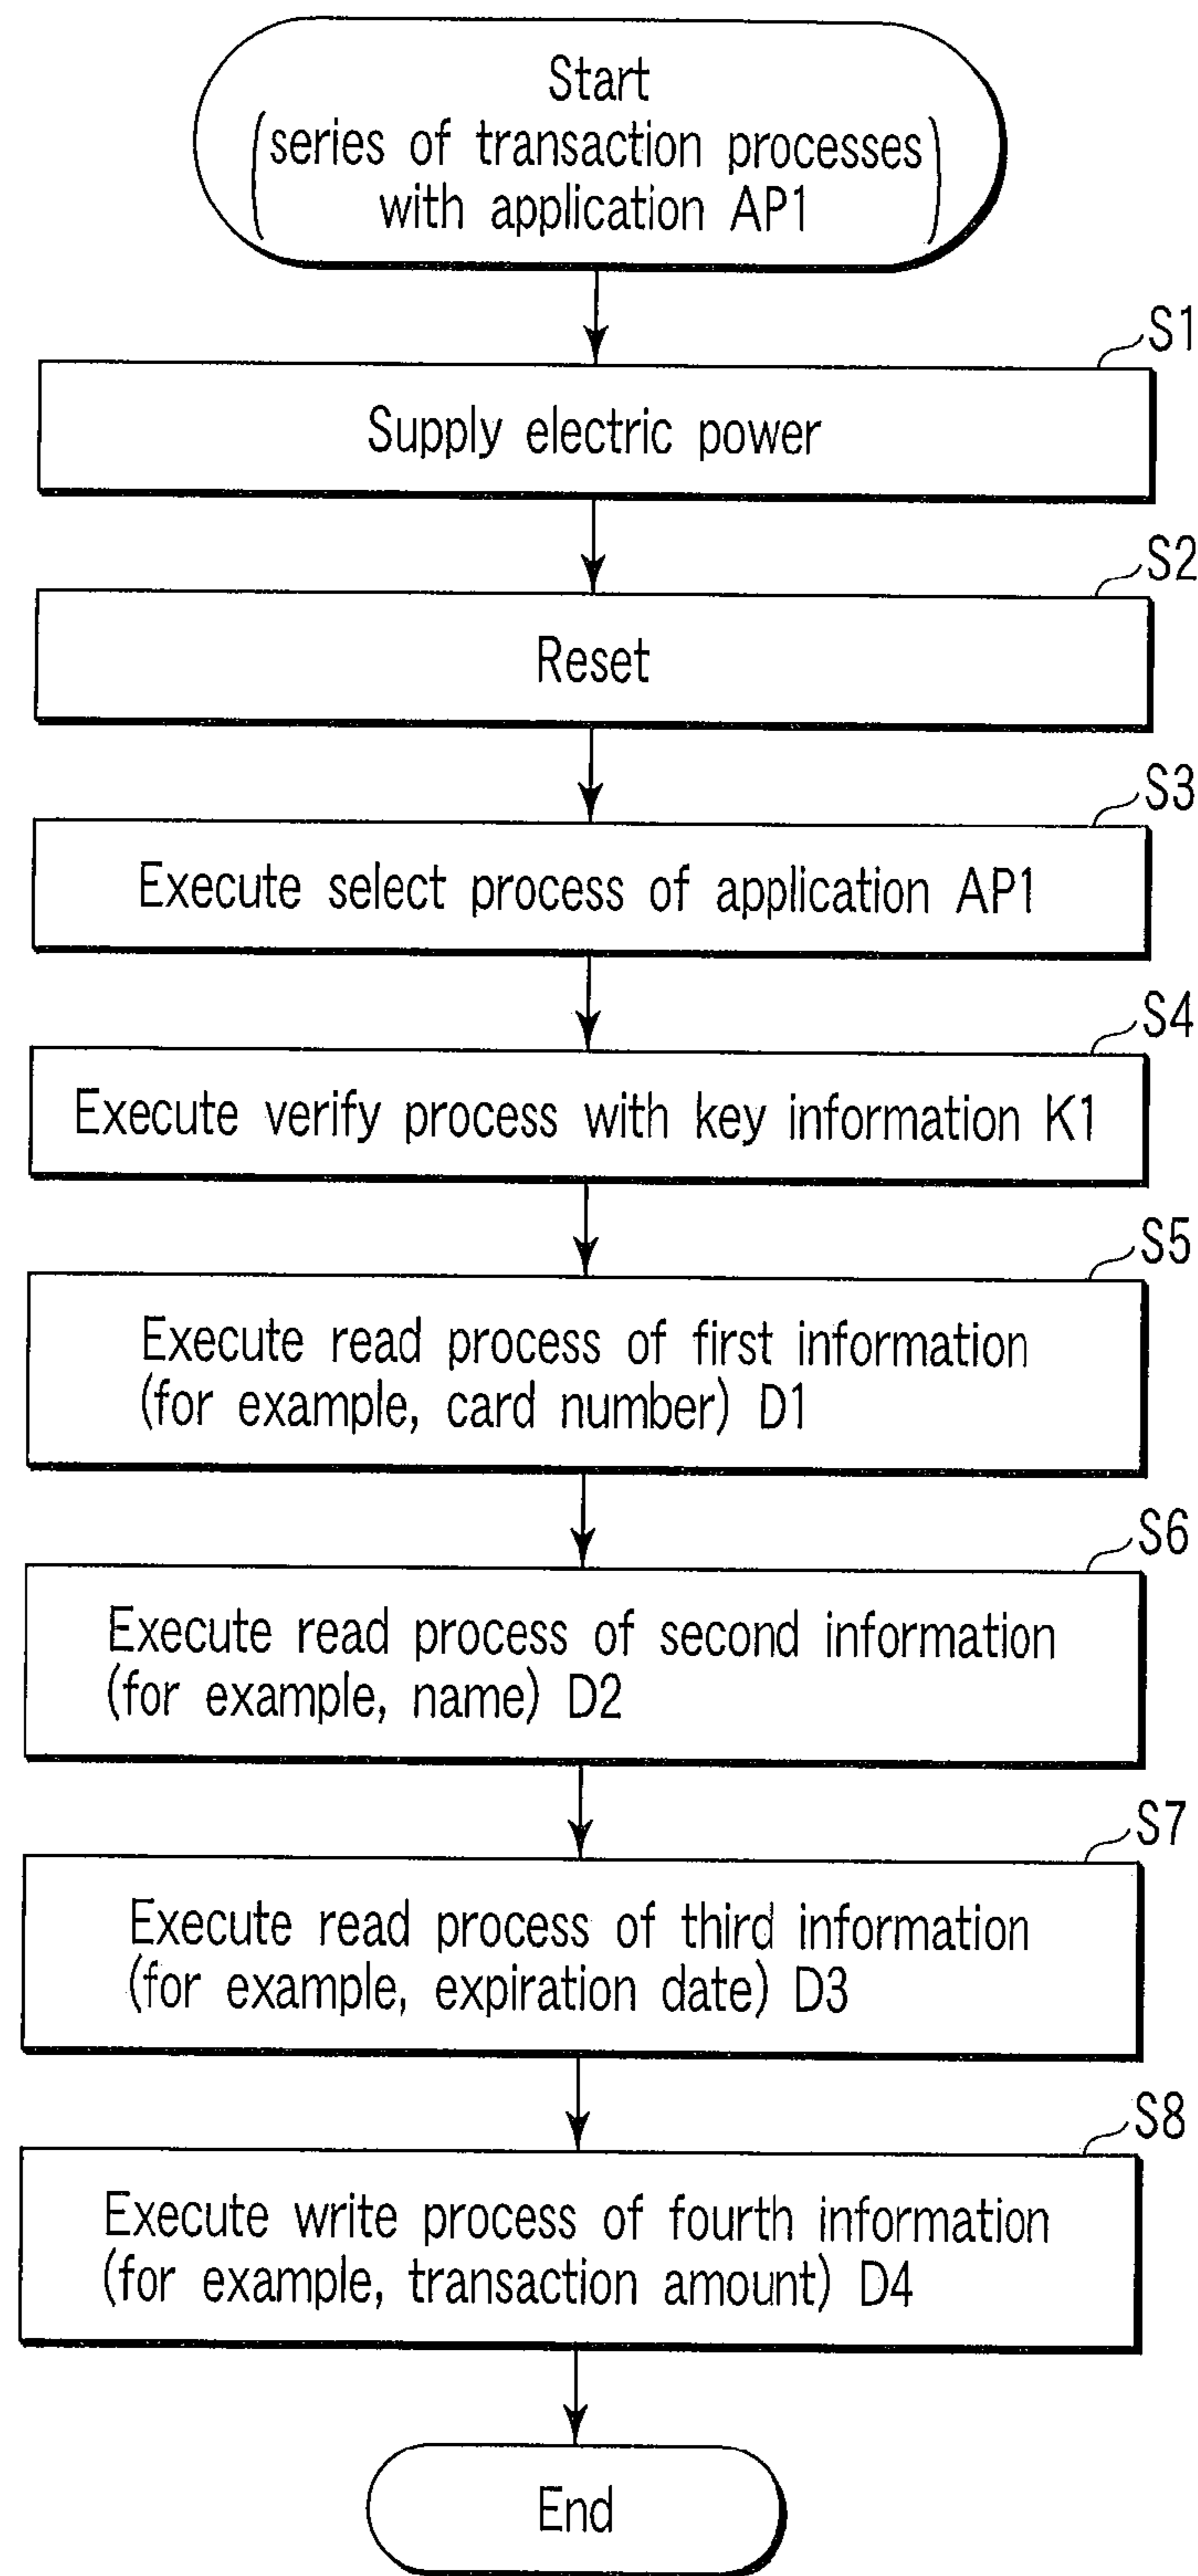 Start
(series of transaction processes
with application AP1)
S1
Supply electric power
S2
Reset
S3
Execute select process of application AP1
S4
Execute verify process with key information K1
S5
Execute read process of first information
(for example, card number) D1
S6
Execute read process of second information
(for example, name) D2
S7
Execute read process of third information
(for example, expiration date) D3
S8
Execute write process of fourth information
(for example, transaction amount) D4
End